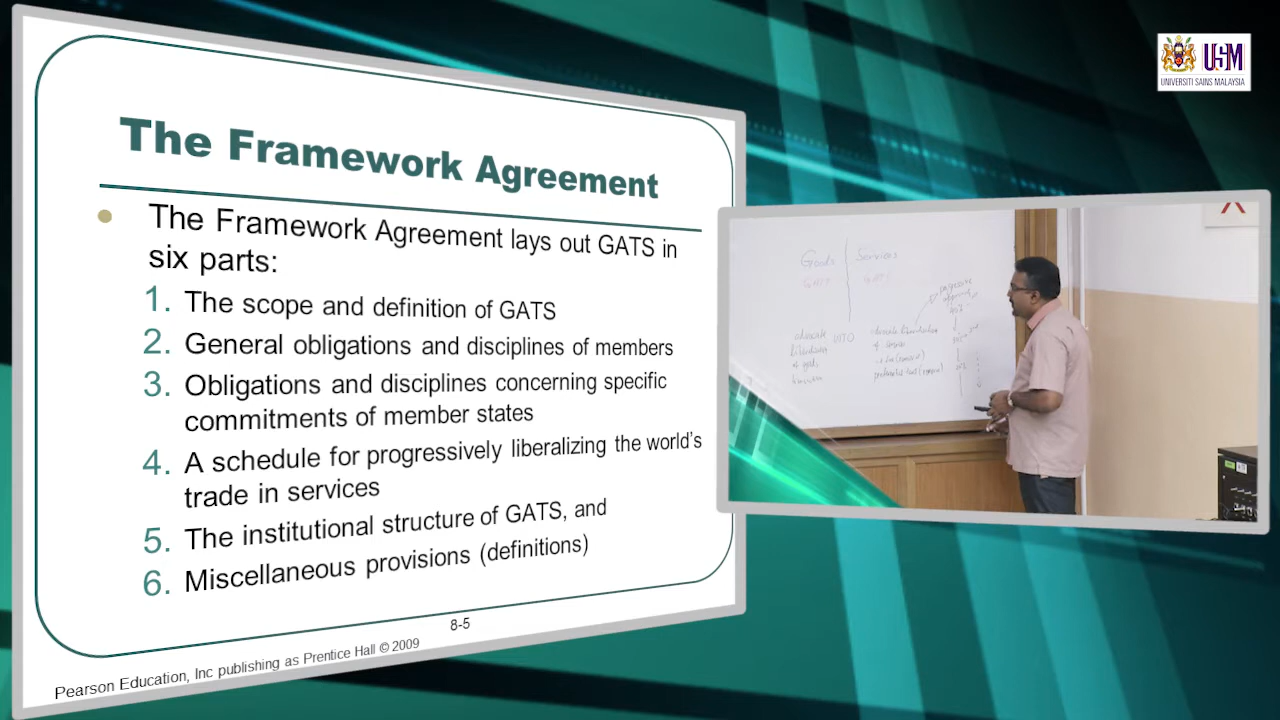 The Framework Agreement
The Framework Agreement lays out GATS in
six parts:
1. The scope and definition of GATS
2. General obligations and disciplines of members
3. Obligations and disciplines concerning specific
commitments of member states
4. A schedule for progressively liberalizing the world's
trade in services
5. The institutional structure of GATS, and
6. Miscellaneous provisions (definitions)
8-5
Pearson Education, Inc publishing as Prentice Hall © 2009
USM
UNIVERSITI SAINS MALAYSIA
Goods Services
GATT GATS
WTO